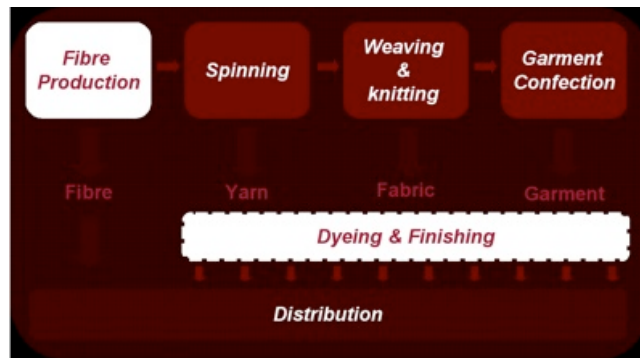 Fibre
Production
Spinning
Weaving
&
knitting
Garment
Confection
Fibre
Yarn
Fabric
Garment
Dyeing & Finishing
Distribution